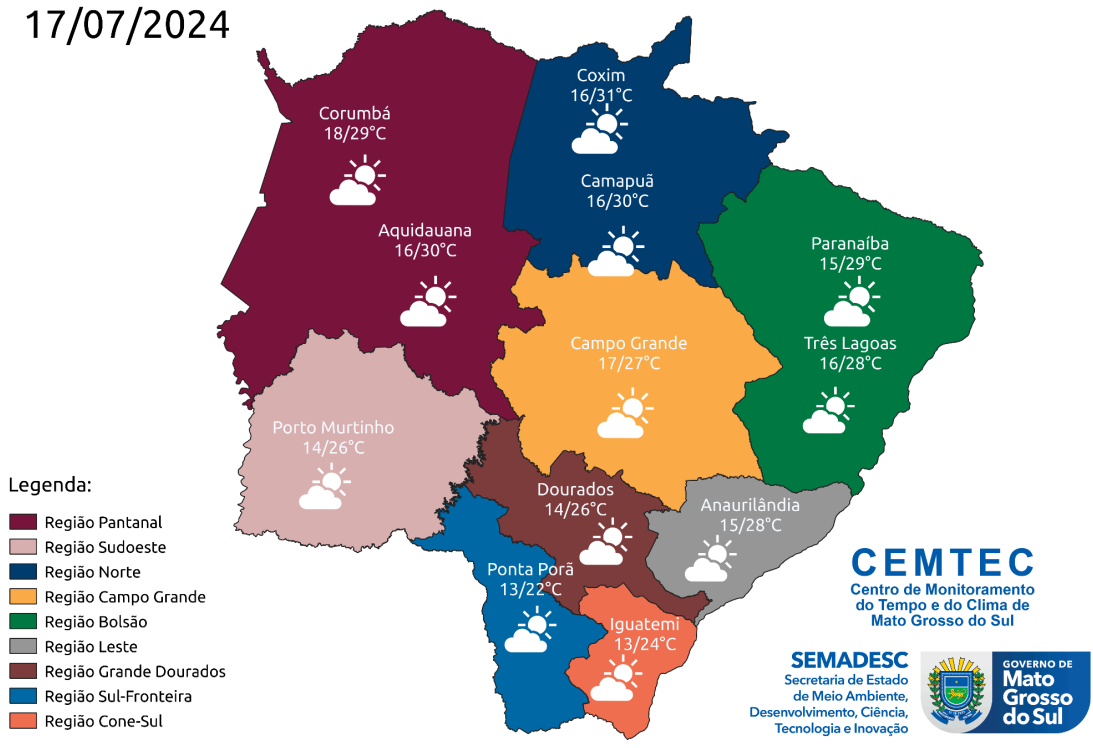 17/07/2024
Coxim
16/31°C
Corumbá
18/29°C
Camapuã
16/30°C
Aquidauana
16/30°C
Paranaíba
15/29°C
Campo Grande
17/27°C
Três Lagoas
16/28°C
Porto Murtinho
14/26°C
Dourados
14/26°C
Anaurilândia
15/28°C
Ponta Porã
13/22°C
Iguatemi
13/24°C
Legenda:
Região Pantanal
Região Sudoeste
Região Norte
Região Campo Grande
Região Bolsão
Região Leste
Região Grande Dourados
Região Sul-Fronteira
Região Cone-Sul
CEMTEC
Centro de Monitoramento
do Tempo e do Clima de
Mato Grosso do Sul
SEMADESC
Secretaria de Estado
de Meio Ambiente,
Desenvolvimento, Ciência,
Tecnologia e Inovação
GOVERNO DE
Mato
Grosso
do Sul